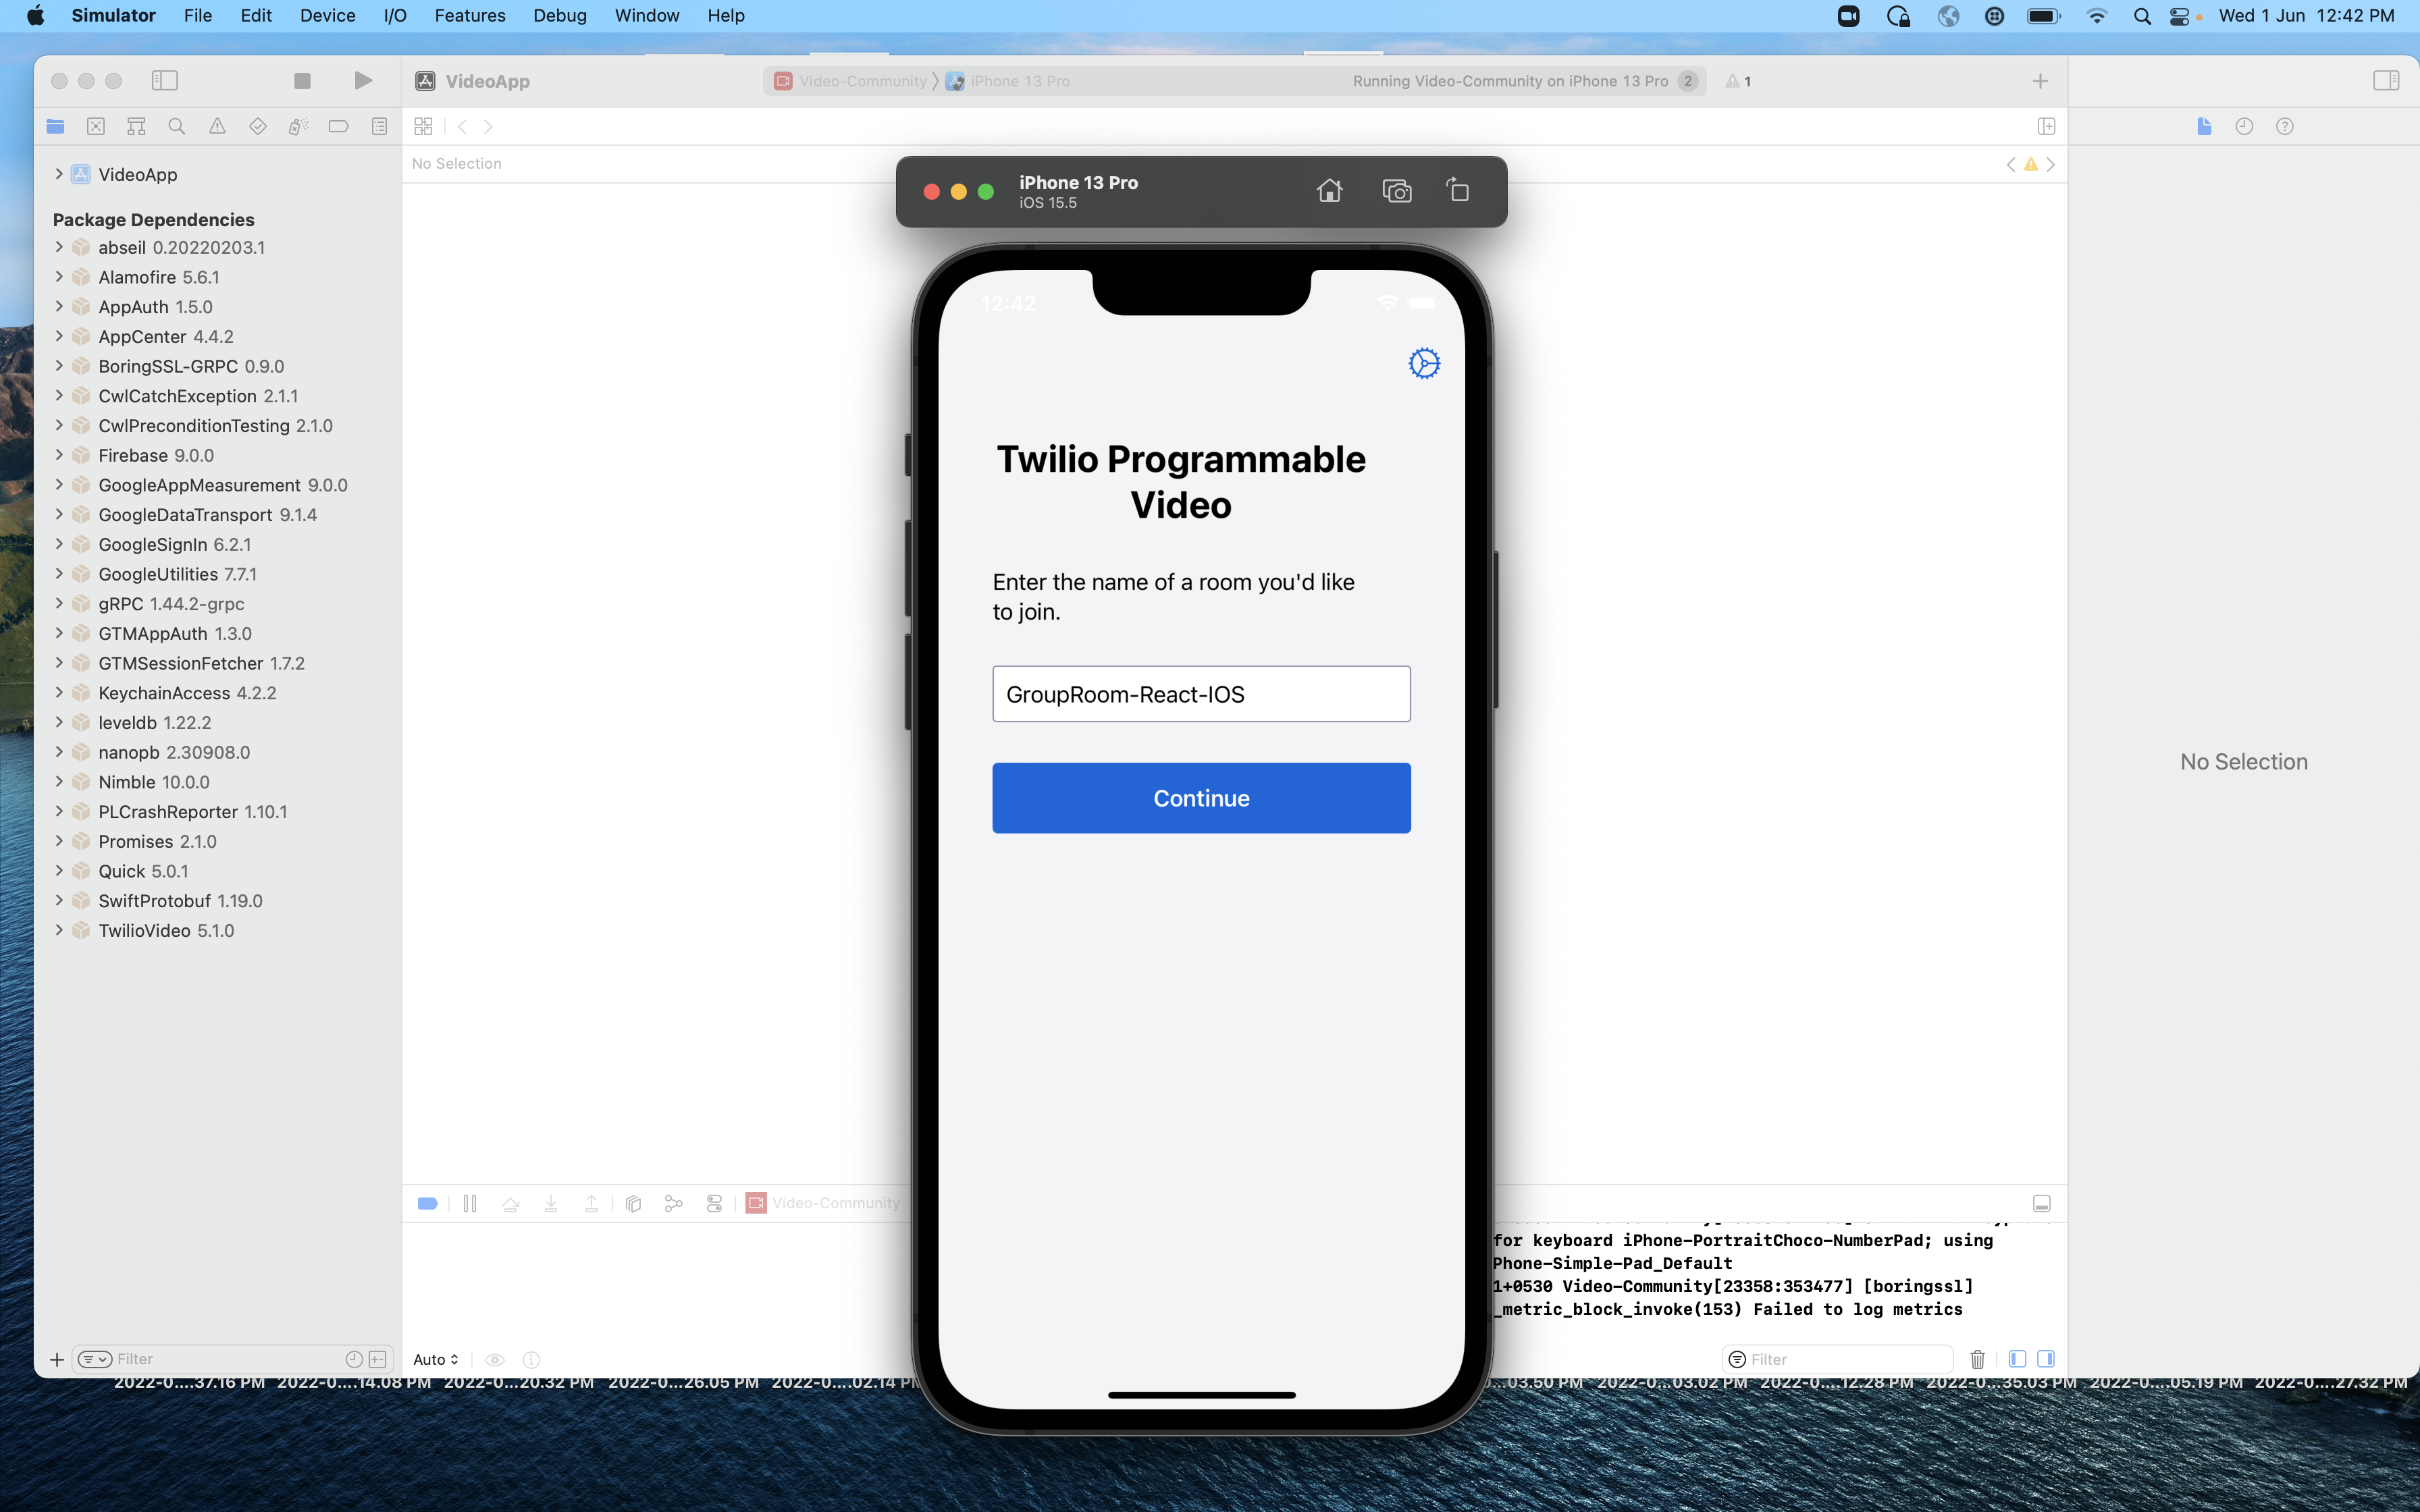 Simulator File Edit Device I/O Features Debug Window Help Wed 1 Jun 12:42 PM
VideoApp Video-Community iPhone 13 Pro Running Video-Community on iPhone 13 Pro 2 1
No Selection
VideoApp
Package Dependencies
abseil 0.20220203.1
Alamofire 5.6.1
AppAuth 1.5.0
AppCenter 4.4.2
BoringSSL-GRPC 0.9.0
CwlCatchException 2.1.1
CwlPreconditionTesting 2.1.0
Firebase 9.0.0
GoogleAppMeasurement 9.0.0
GoogleDataTransport 9.1.4
GoogleSignIn 6.2.1
GoogleUtilities 7.7.1
gRPC 1.44.2-grpc
GTMAppAuth 1.3.0
GTMSessionFetcher 1.7.2
KeychainAccess 4.2.2
leveldb 1.22.2
nanopb 2.30908.0
Nimble 10.0.0
PLCrashReporter 1.10.1
Promises 2.1.0
Quick 5.0.1
SwiftProtobuf 1.19.0
TwilioVideo 5.1.0
Filter
iPhone 13 Pro
iOS 15.5
12:42
Twilio Programmable
Video
Enter the name of a room you'd like
to join.
GroupRoom-React-IOS
Continue
No Selection
Video-Community
for keyboard iPhone-PortraitChoco-NumberPad; using
Phone-Simple-Pad_Default
1+0530 Video-Community[23358:353477] [boringssl]
_metric_block_invoke(153) Failed to log metrics
Auto Filter
2022-0....37.16 PM 2022-0....14.08 PM 2022-0...20.32 PM 2022-0...26.05 PM 2022-0....02.14 PM ...03.50 PM 2022-0....03.02 PM 2022-0....12.28 PM 2022-0...35.03 PM 2022-0....05.19 PM 2022-0....27.32 PM